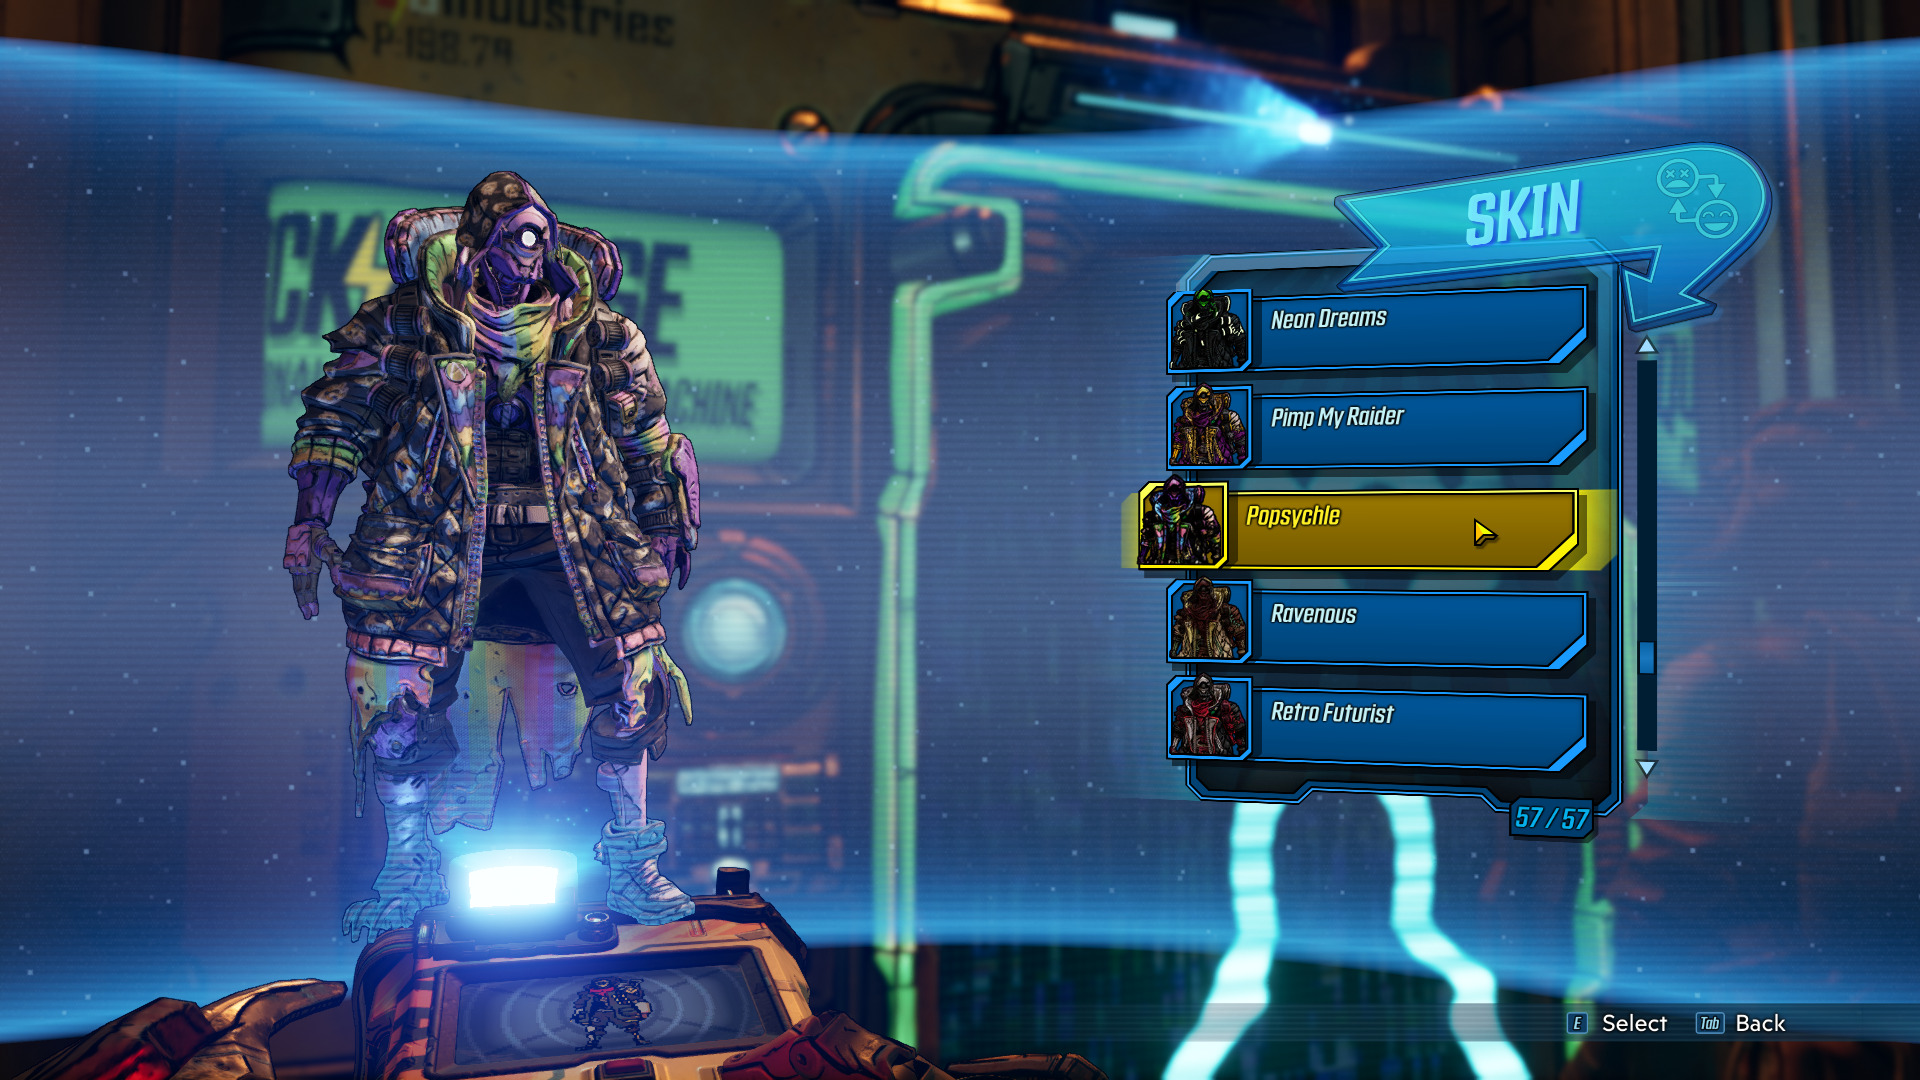 Industries
P-198.79
SKIN
Neon Dreams
Pimp My Raider
Popsychle
Ravenous
Retro Futurist
57/57
E Select
Tab Back